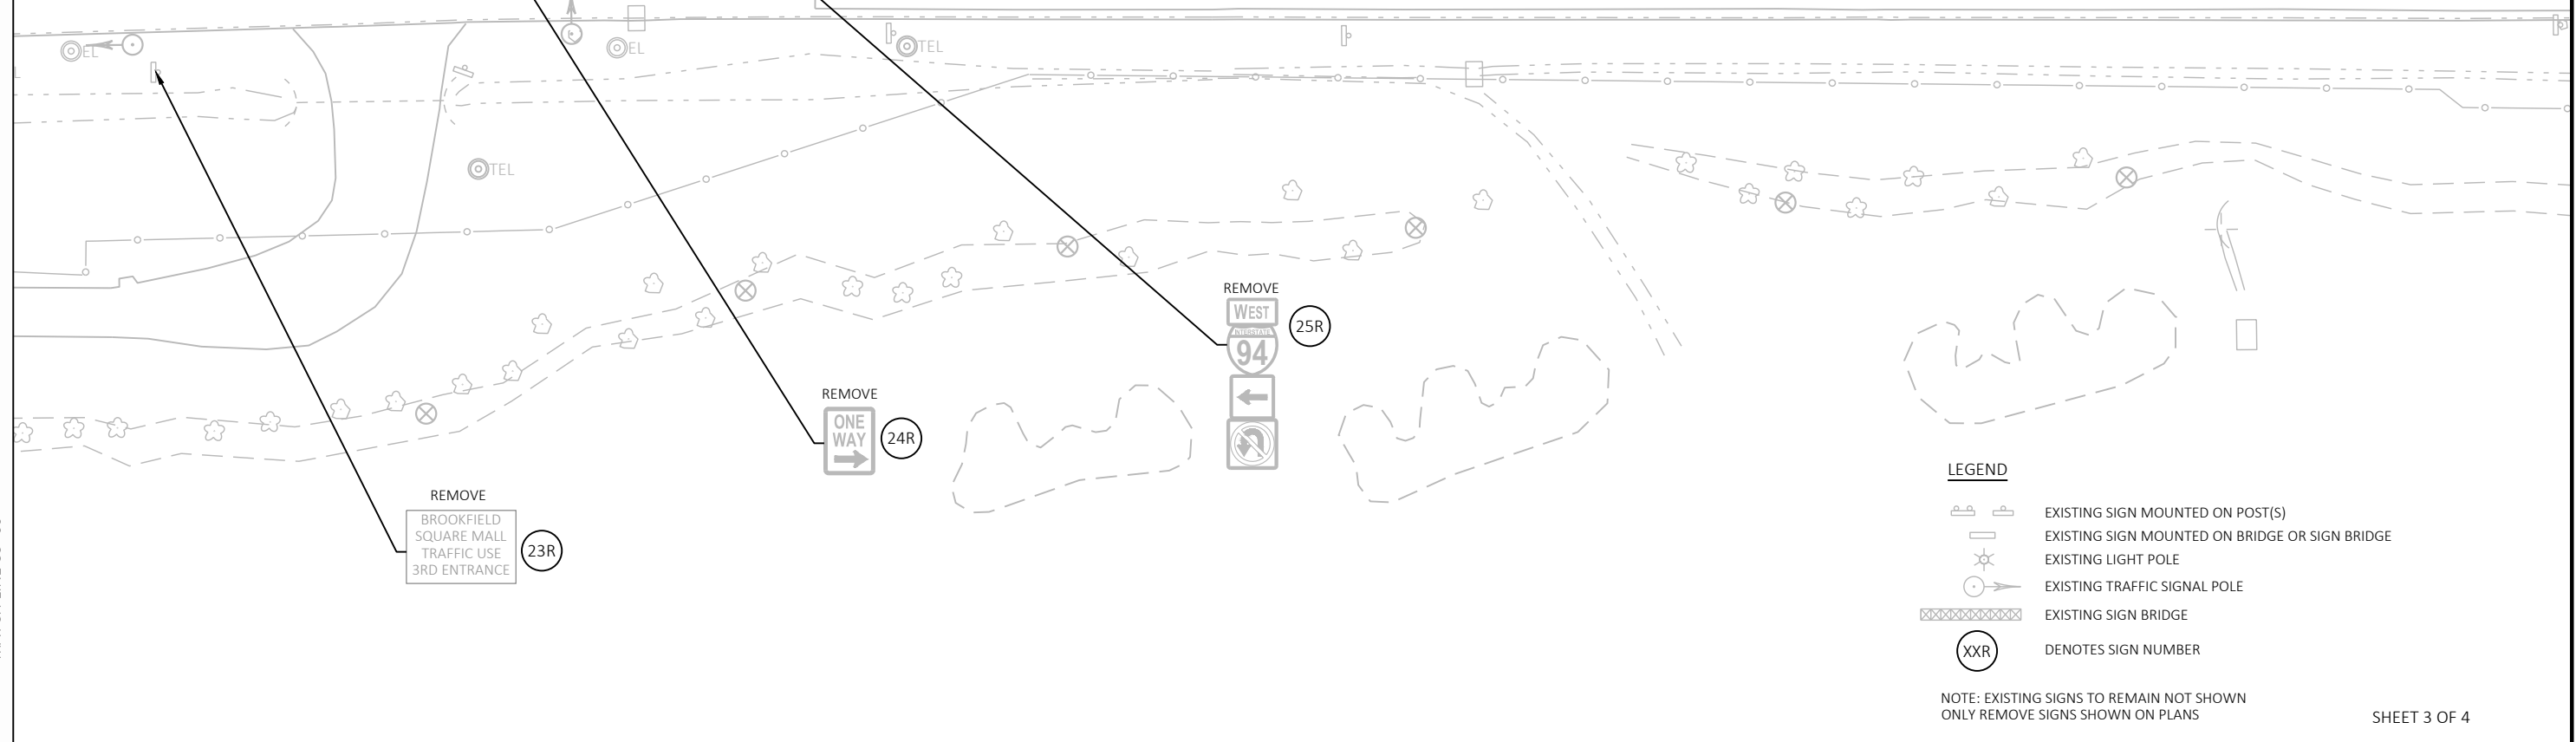 EL
EL
TEL
L
TEL
REMOVE
WEST
INTERSTATE
94
25R
REMOVE
ONE
WAY
24R
REMOVE
BROOKFIELD
SQUARE MALL
TRAFFIC USE
3RD ENTRANCE
23R
LEGEND
EXISTING SIGN MOUNTED ON POST(S)
EXISTING SIGN MOUNTED ON BRIDGE OR SIGN BRIDGE
EXISTING LIGHT POLE
EXISTING TRAFFIC SIGNAL POLE
EXISTING SIGN BRIDGE
XXR DENOTES SIGN NUMBER
NOTE: EXISTING SIGNS TO REMAIN NOT SHOWN
ONLY REMOVE SIGNS SHOWN ON PLANS
SHEET 3 OF 4